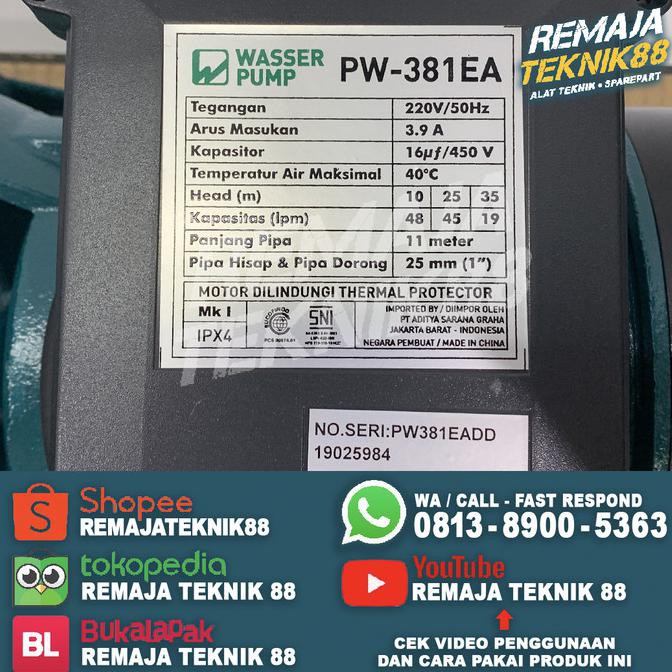 REMAJA
TEKNIK88
ALAT TEKNIK • SPAREPART
WASSER
PUMP
PW-381EA
Tegangan 220V/50Hz
Arus Masukan 3.9 A
Kapasitor 16µf/450 V
Temperatur Air Maksimal 40°C
Head (m) 10 25 35
Kapasitas (lpm) 48 45 19
Panjang Pipa 11 meter
Pipa Hisap & Pipa Dorong 25 mm (1")
MOTOR DILINDUNGI THERMAL PROTECTOR
Mk I
IPX4
SNI
IMPORTED BY / DIIMPOR OLEH
PT ADITYA SARANA GRAHA
JAKARTA BARAT - INDONESIA
NEGARA PEMBUAT / MADE IN CHINA
REMAJA
TEKNIK88
NO.SERI:PW381EADD
19025984
Shopee
REMAJATEKNIK88
tokopedia
REMAJA TEKNIK 88
BL
BukaLapak
REMAJA TEKNIK 88
WA / CALL - FAST RESPOND
0813-8900-5363
YouTube
REMAJA TEKNIK 88
CEK VIDEO PENGGUNAAN
DAN CARA PAKAI PRODUK INI